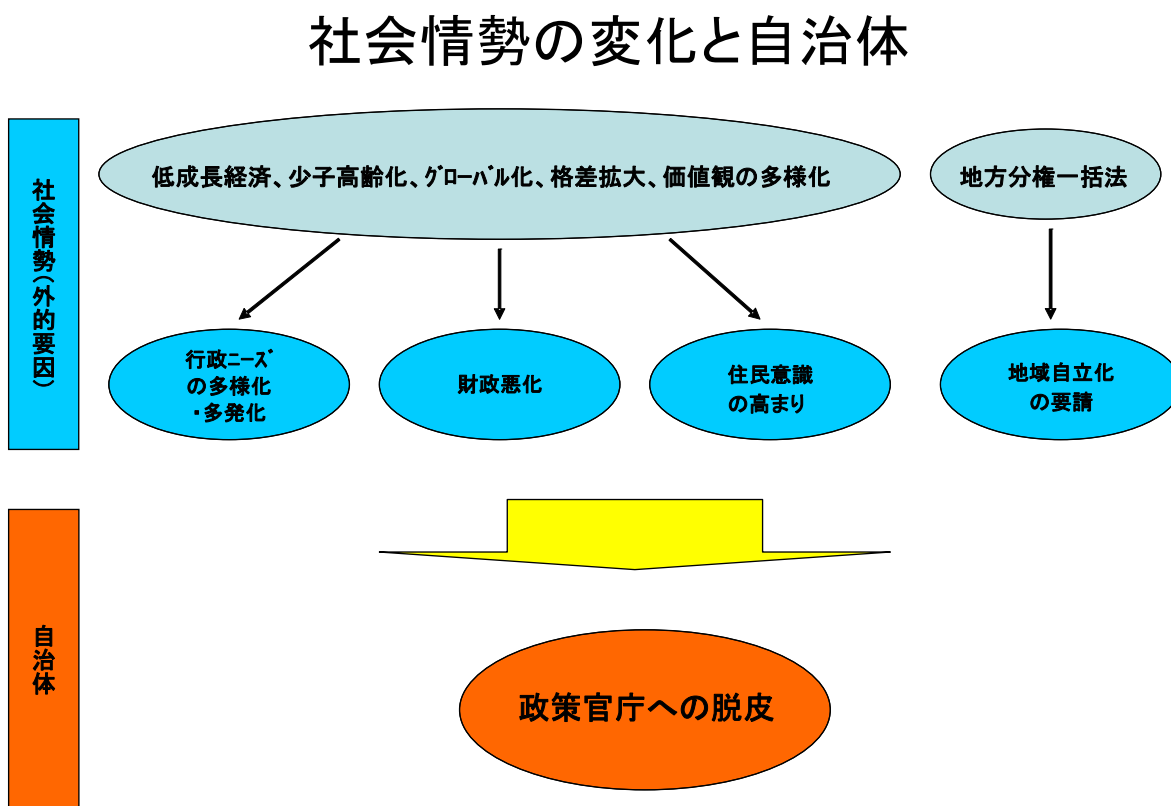 社会情勢の変化と自治体
社会情勢(外的要因)
低成長経済、少子高齢化、グローバル化、格差拡大、価値観の多様化
地方分権一括法
行政ニーズ
の多様化
・多発化
財政悪化
住民意識
の高まり
地域自立化
の要請
自治体
政策官庁への脱皮